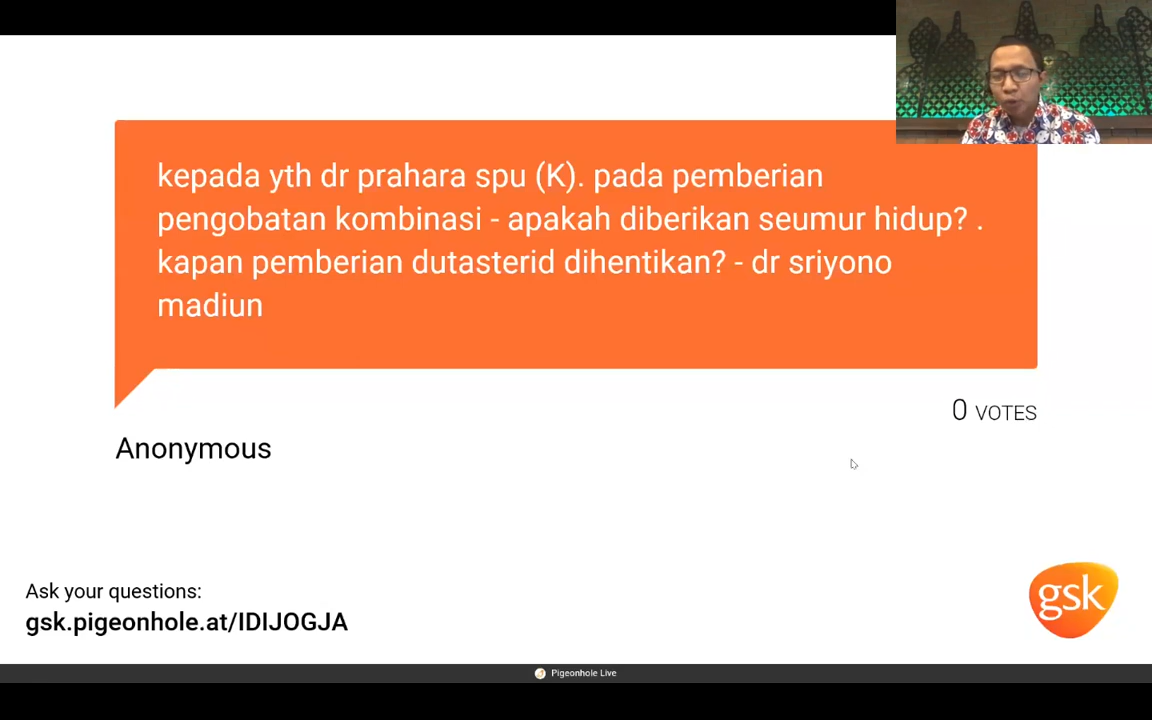 kepada yth dr prahara spu (K). pada pemberian
pengobatan kombinasi - apakah diberikan seumur hidup? .
kapan pemberian dutasterid dihentikan? - dr sriyono
madiun
0 VOTES
Anonymous
Ask your questions:
gsk.pigeonhole.at/IDIJOGJA
gsk
Pigeonhole Live